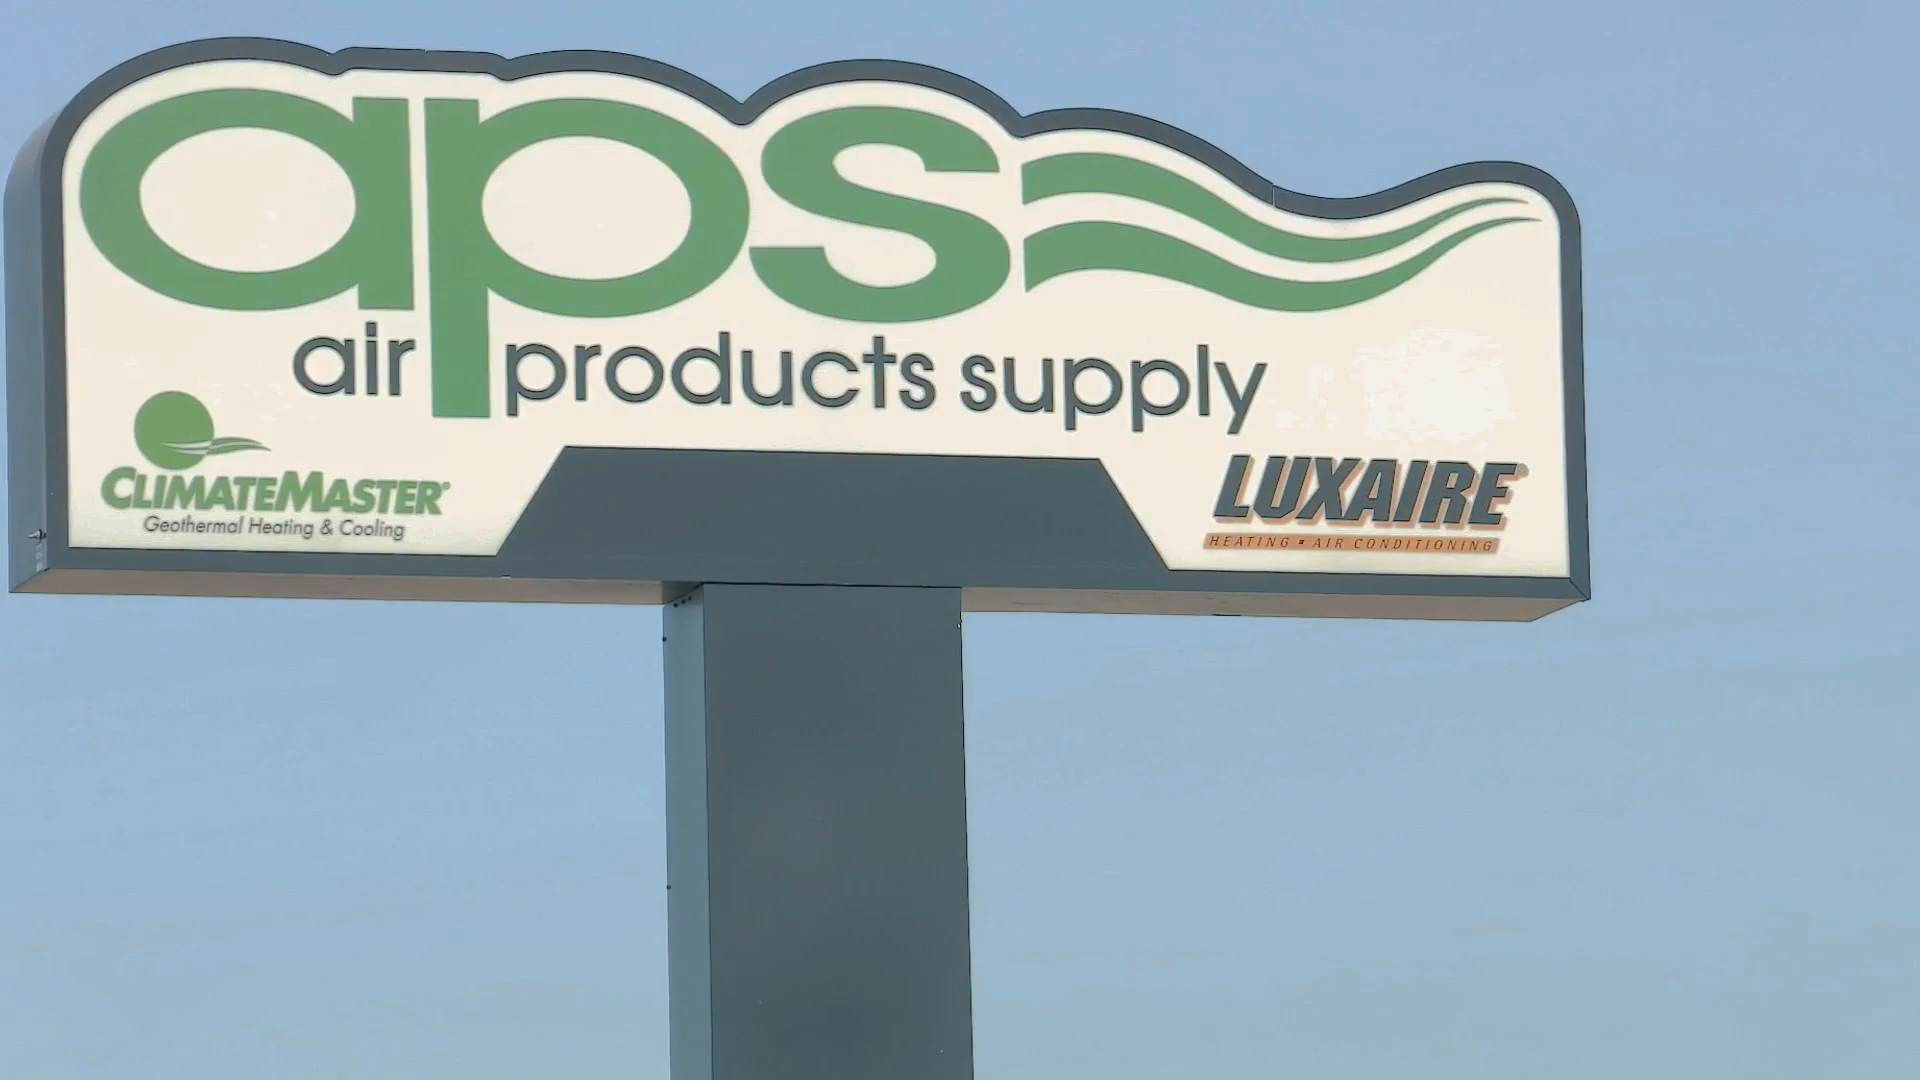 aps
air products supply
CLIMATEMASTER
Geothermal Heating & Cooling
LUXAIRE®
HEATING ▪ AIR CONDITIONING